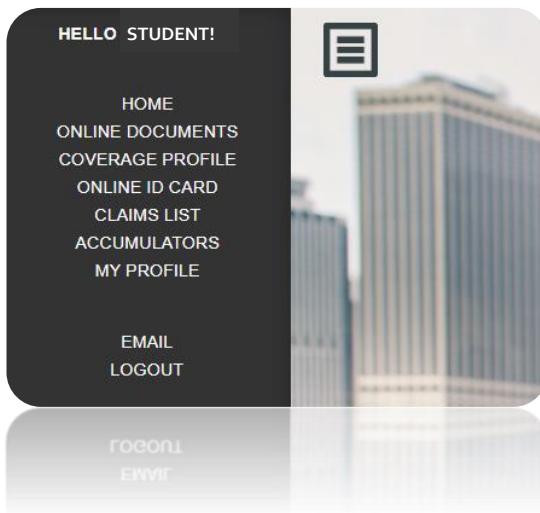 HELLO STUDENT!
HOME
ONLINE DOCUMENTS
COVERAGE PROFILE
ONLINE ID CARD
CLAIMS LIST
ACCUMULATORS
MY PROFILE
EMAIL
LOGOUT